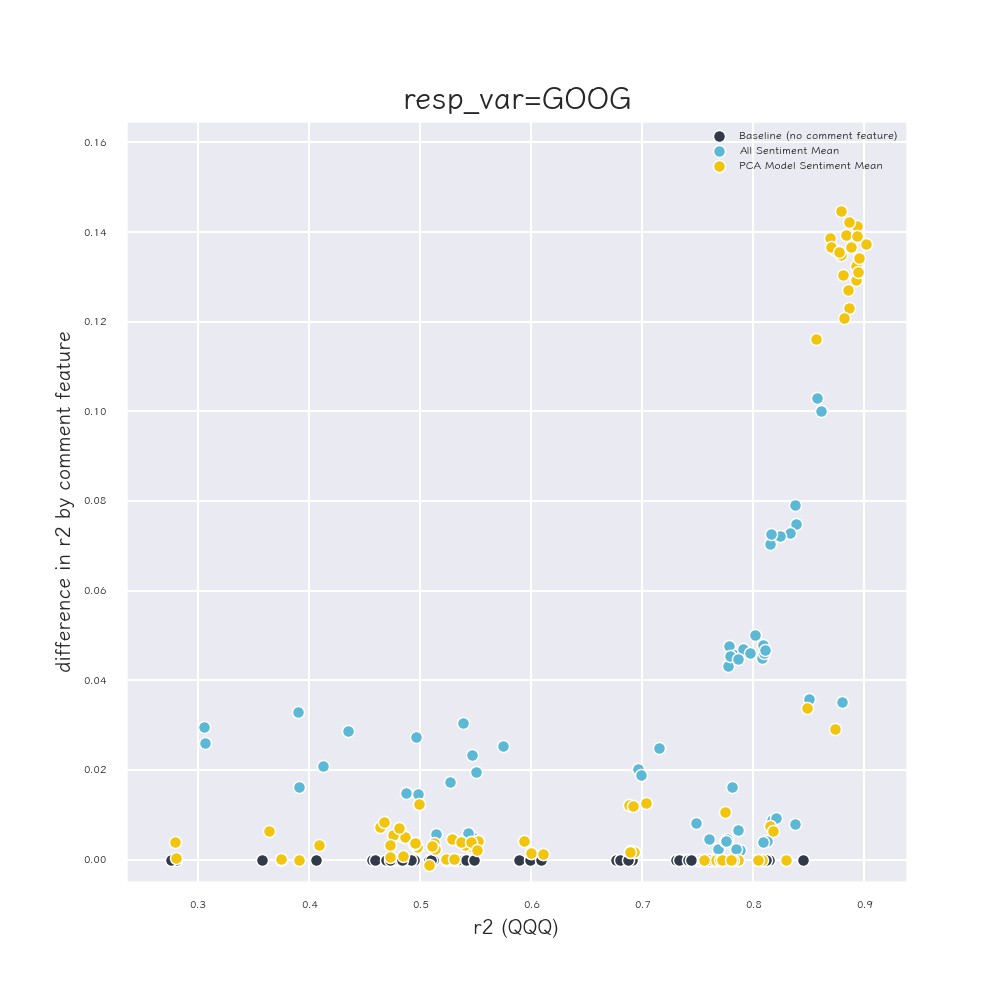 resp_var=GOOG
Baseline (no comment feature)
All Sentiment Mean
PCA Model Sentiment Mean
difference in r2 by comment feature
0.16
0.14
0.12
0.10
0.08
0.06
0.04
0.02
0.00
0.3 0.4 0.5 0.6 0.7 0.8 0.9
r2 (QQQ)